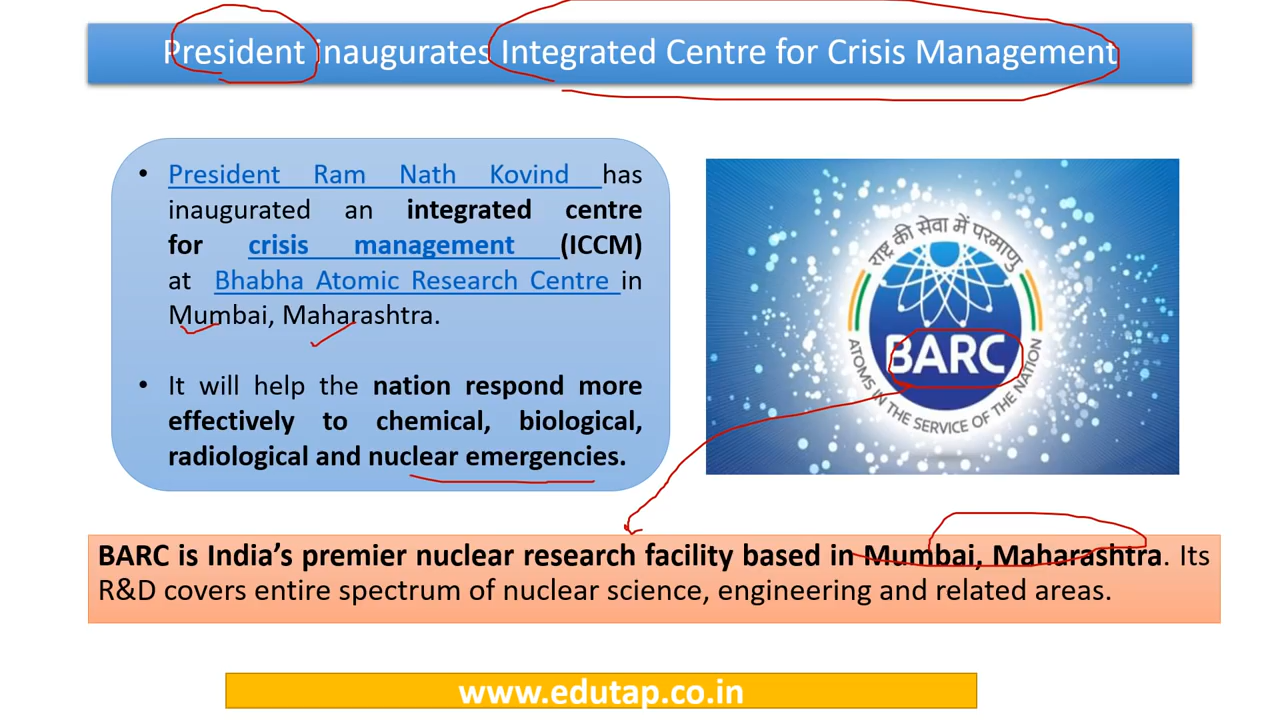 President inaugurates Integrated Centre for Crisis Management
• President Ram Nath Kovind has
inaugurated an integrated centre
for crisis management (ICCM)
at Bhabha Atomic Research Centre in
Mumbai, Maharashtra.
• It will help the nation respond more
effectively to chemical, biological,
radiological and nuclear emergencies.
राष्ट्र की सेवा में परमाणु
BARC
ATOMS IN THE SERVICE OF THE NATION
BARC is India’s premier nuclear research facility based in Mumbai, Maharashtra. Its
R&D covers entire spectrum of nuclear science, engineering and related areas.
www.edutap.co.in